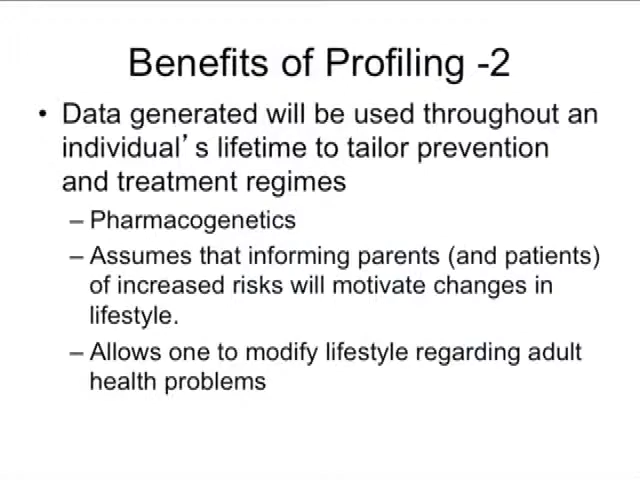 Benefits of Profiling -2
• Data generated will be used throughout an
individual’s lifetime to tailor prevention
and treatment regimes
– Pharmacogenetics
– Assumes that informing parents (and patients)
of increased risks will motivate changes in
lifestyle.
– Allows one to modify lifestyle regarding adult
health problems